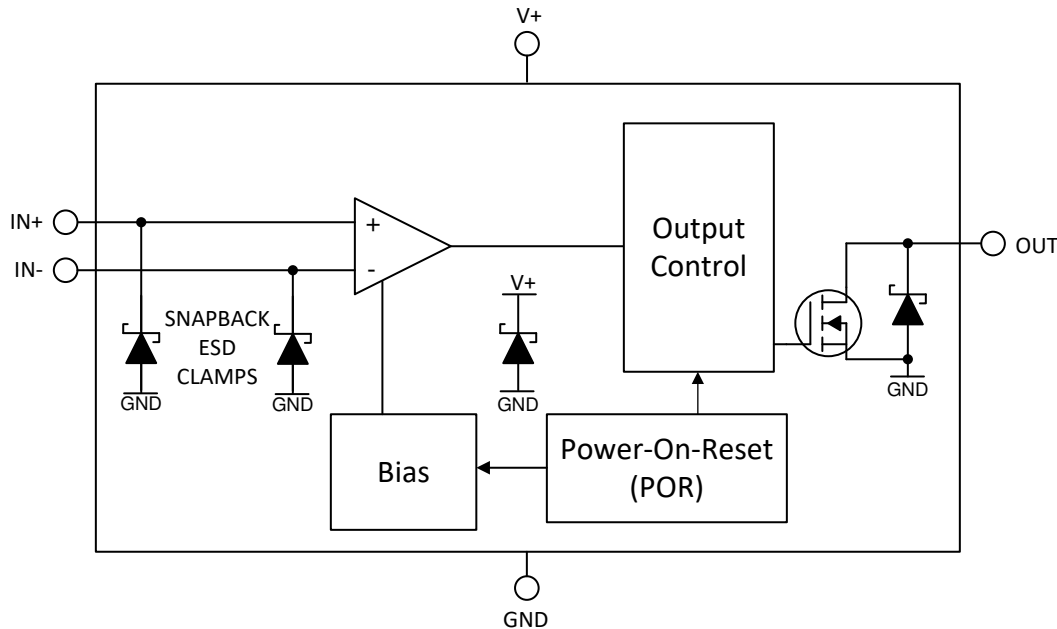 V+
IN+
IN-
+
-
SNAPBACK
ESD
CLAMPS
GND
GND
V+
GND
Output
Control
OUT
GND
Bias
Power-On-Reset
(POR)
GND